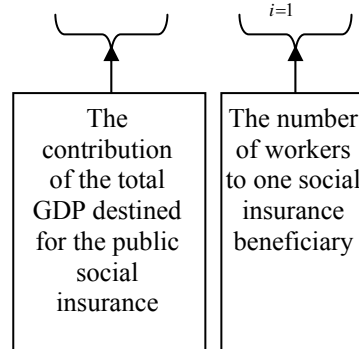 i=1
The
contribution
of the total
GDP destined
for the public
social
insurance
The number
of workers
to one social
insurance
beneficiary